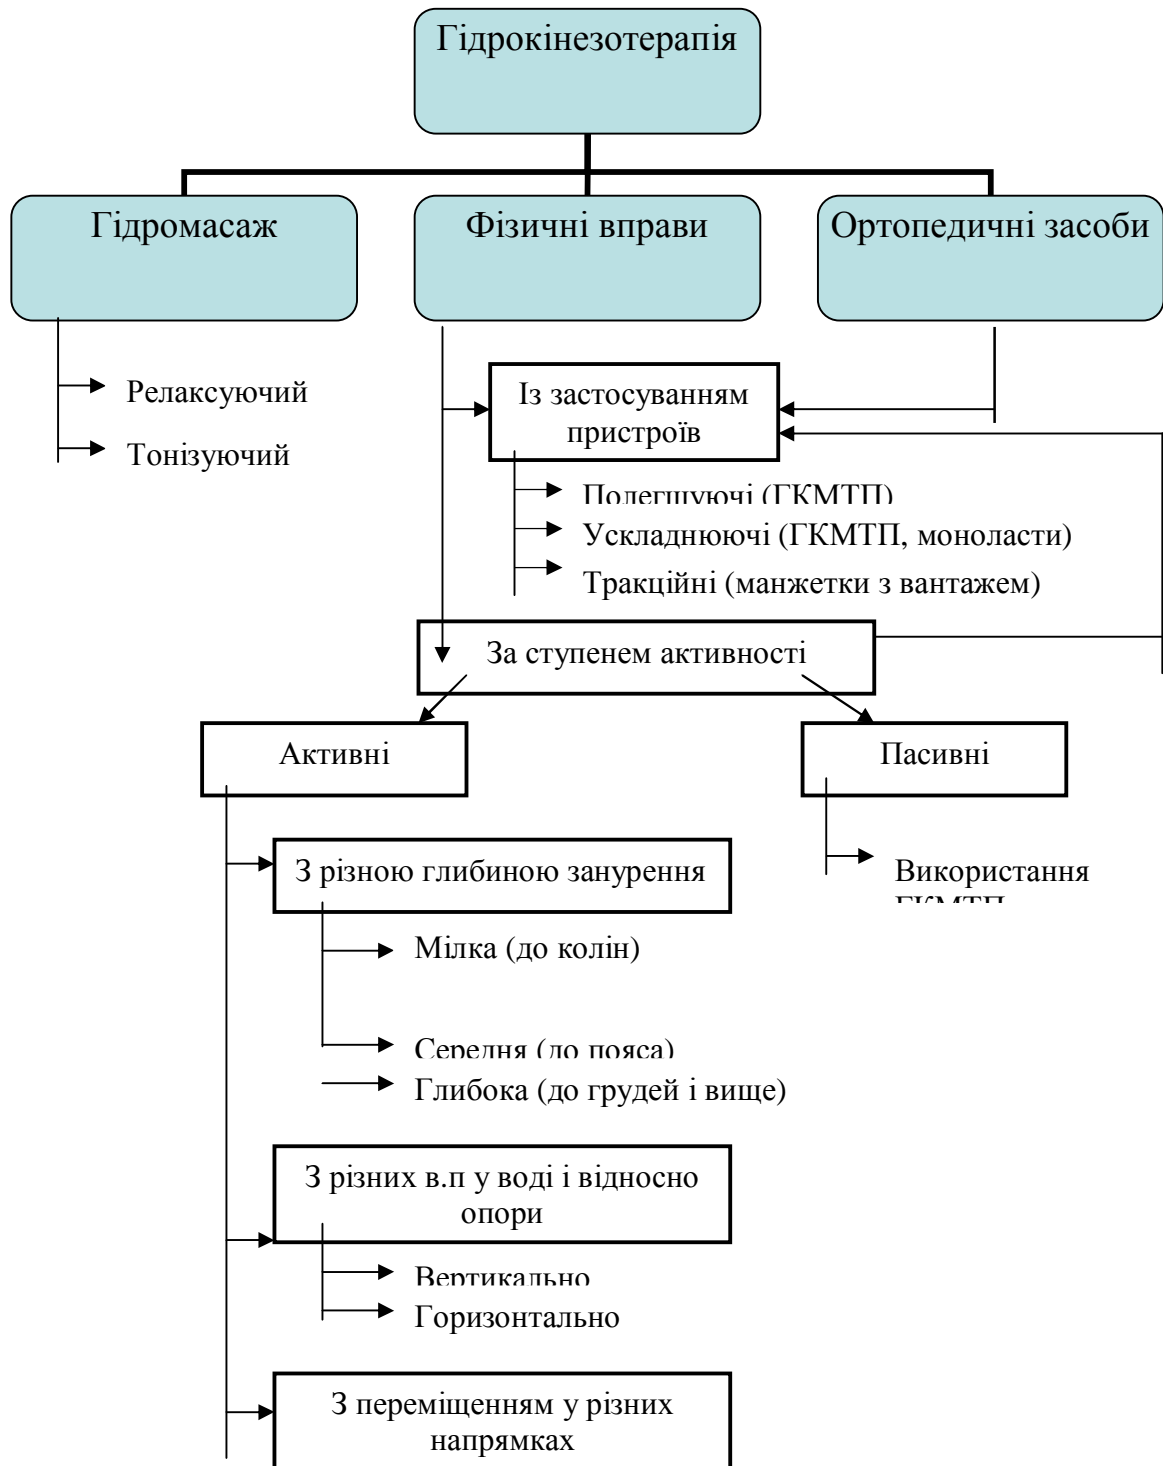 Гідрокінезотерапія
Гідромасаж
Фізичні вправи
Ортопедичні засоби
Релаксуючий
Тонізуючий
Із застосуванням
пристроїв
Полегшуючі (ГКМТП)
Ускладнюючі (ГКМТП, моноласти)
Тракційні (манжетки з вантажем)
За ступенем активності
Активні
Пасивні
З різною глибиною занурення
Використання
ГКМТП
Мілка (до колін)
Середня (до пояса)
Глибока (до грудей і вище)
З різних в.п у воді і відносно
опори
Вертикально
Горизонтально
З переміщенням у різних
напрямках